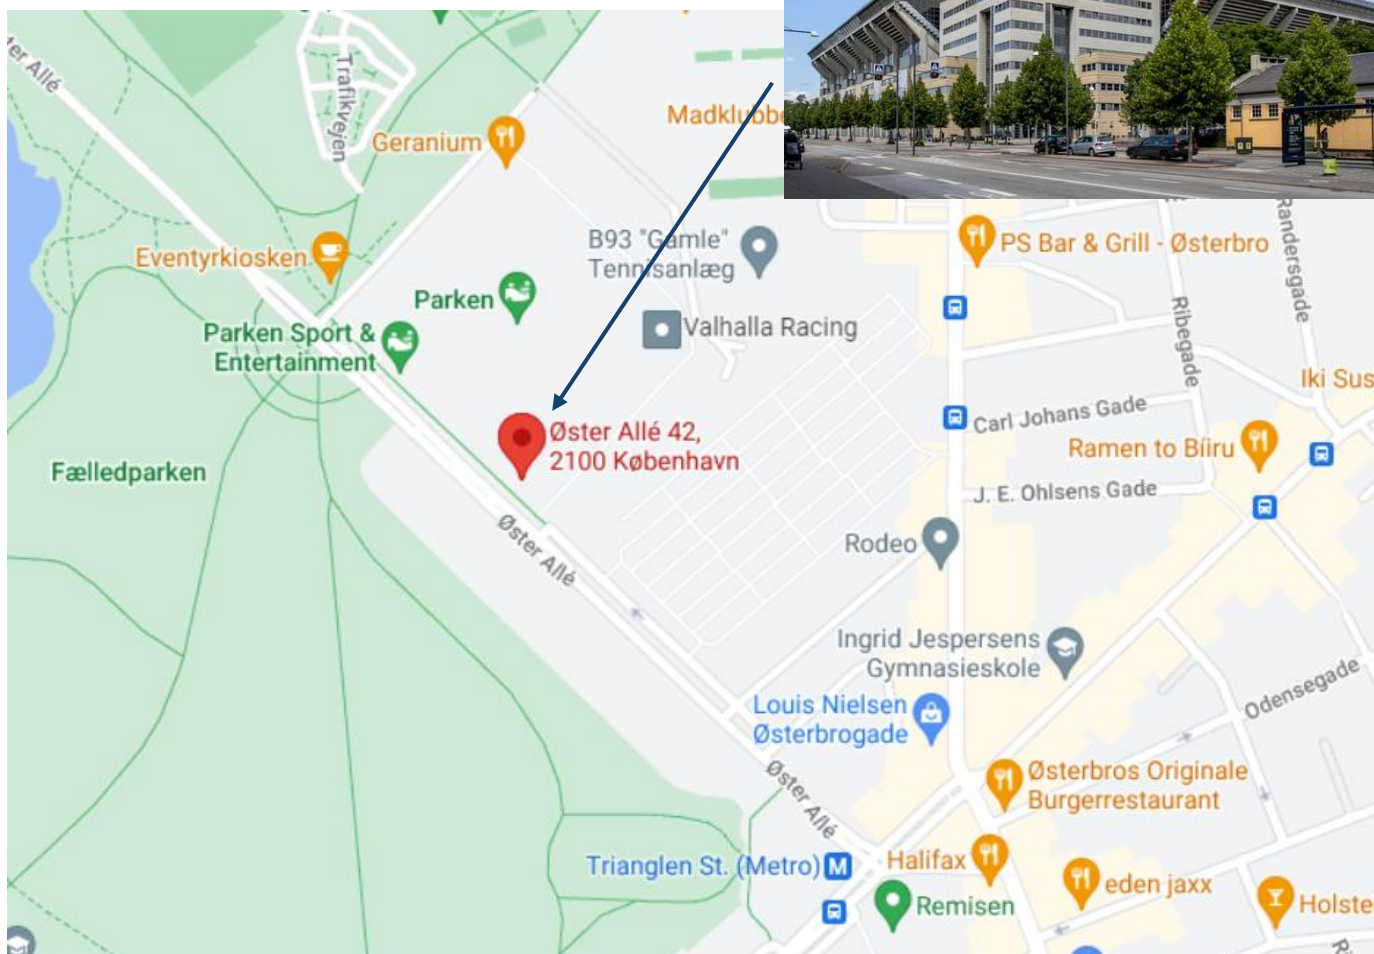 ter Allé
Trafikvejen
Geranium
Madklubbe
Eventyrkiosken
B93 "Gamle"
Tennisanlæg
PS Bar & Grill - Østerbro
Randersgade
Parken
Ribegade
Parken Sport &
Entertainment
Valhalla Racing
Iki Sus
Carl Johans Gade
Øster Allé 42,
2100 København
Ramen to Bíiru
Fælledparken
J. E. Ohlsens Gade
Øster Allé
Rodeo
Ingrid Jespersens
Gymnasieskole
Odensegade
Louis Nielsen
Østerbrogade
Øster Allé
Østerbros Originale
Burgerrestaurant
Trianglen St. (Metro) M
Halifax
eden jaxx
Remisen
Holste